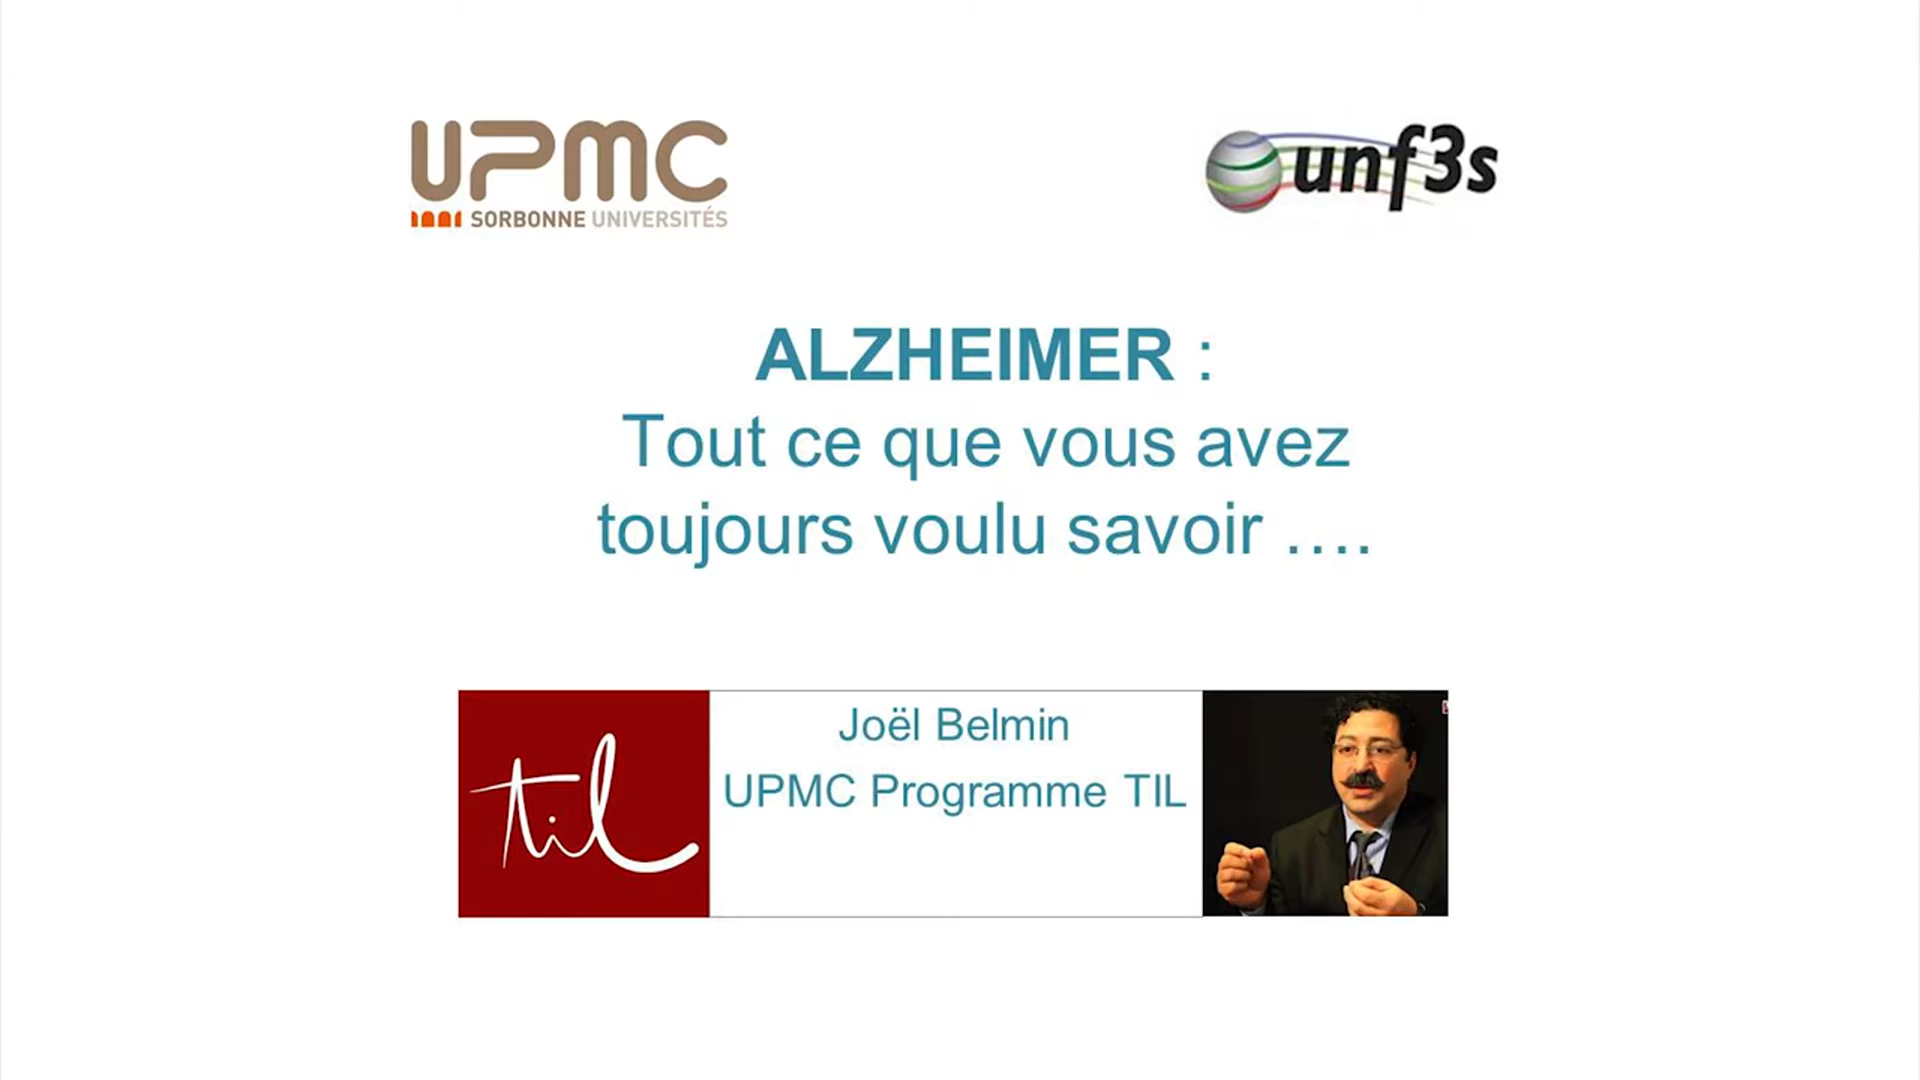 UPMC
SORBONNE UNIVERSITÉS
unf3s
ALZHEIMER :
Tout ce que vous avez
toujours voulu savoir ....
til
Joël Belmin
UPMC Programme TIL